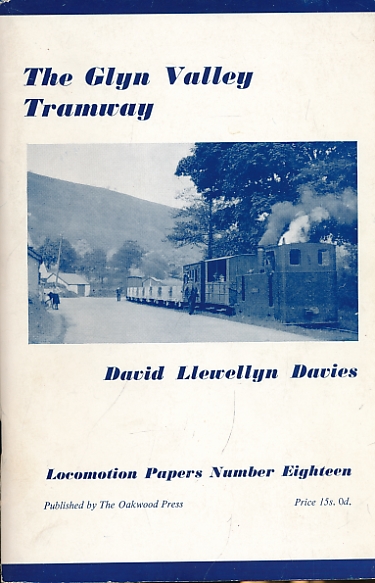 The Glyn Valley
Tramway
David Llewellyn Davies
Locomotion Papers Number Eighteen
Published by The Oakwood Press Price 15s. 0d.